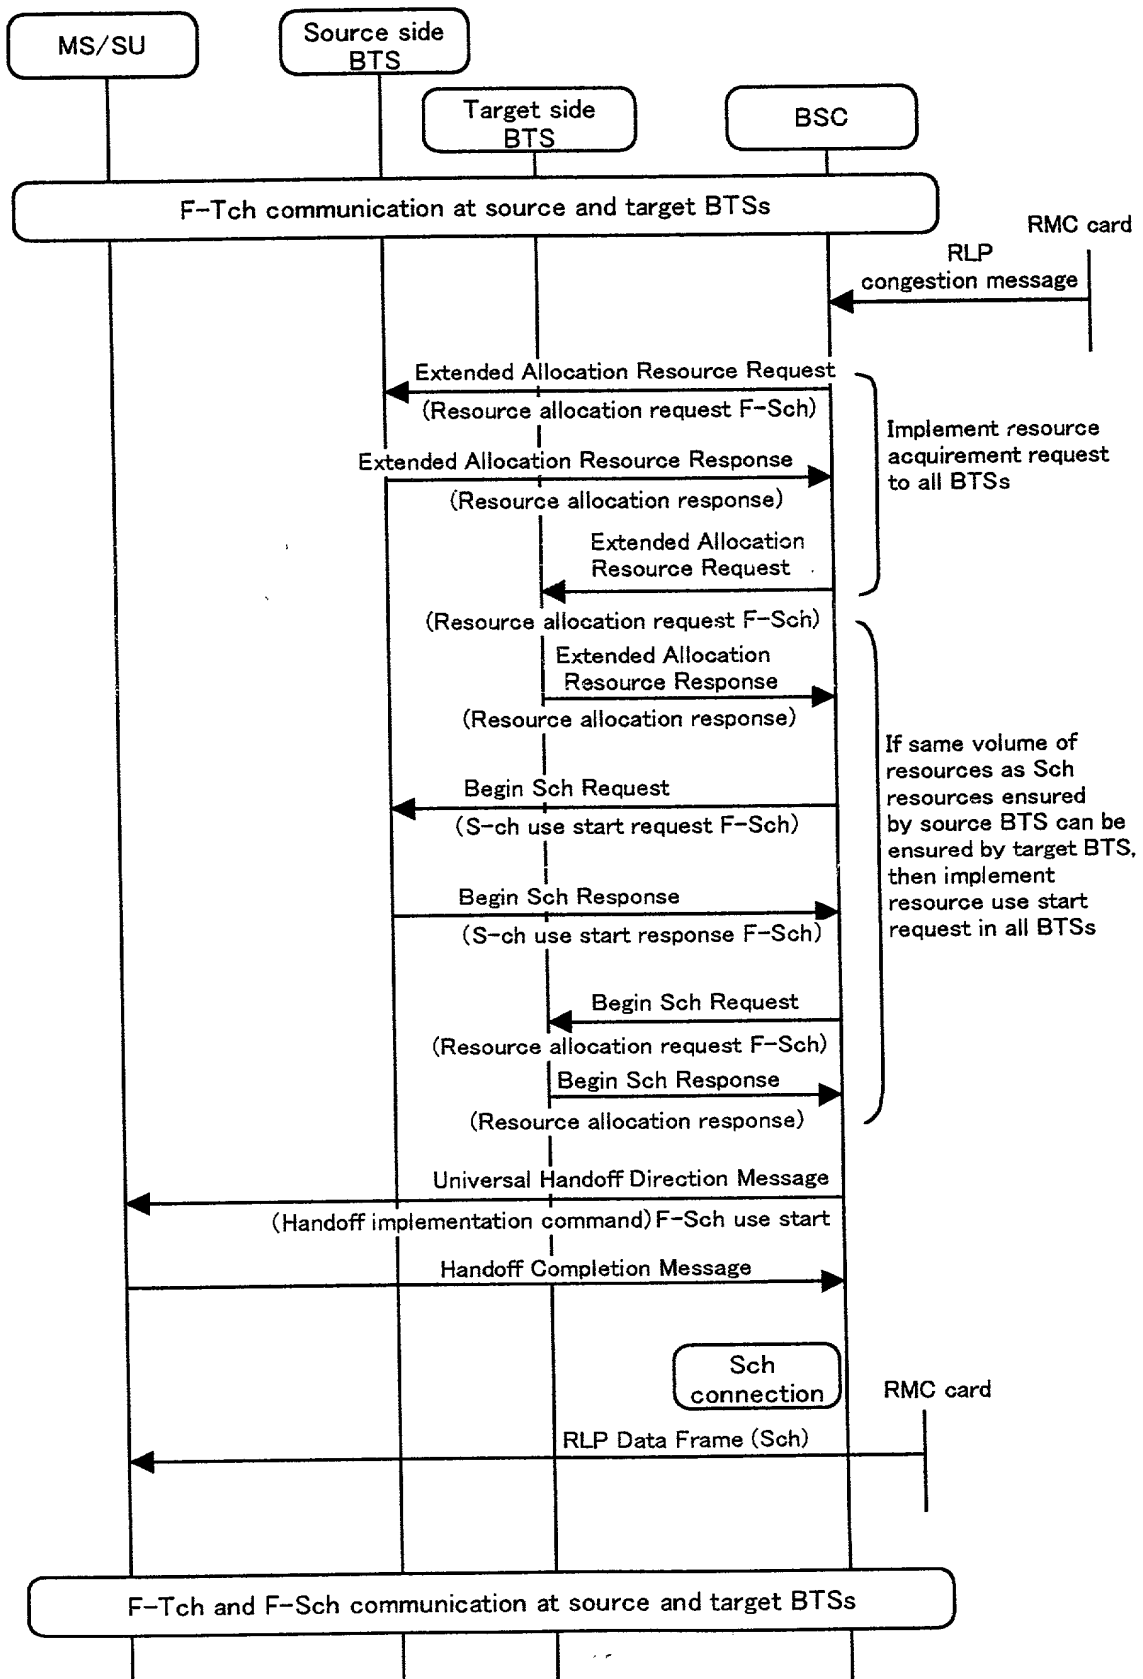 MS/SU
Source side
BTS
Target side
BTS
BSC
F-Tch communication at source and target BTSs
RMC card
RLP
congestion message
Extended Allocation Resource Request
(Resource allocation request F-Sch)
Implement resource
acquirement request
to all BTSs
Extended Allocation Resource Response
(Resource allocation response)
Extended Allocation
Resource Request
(Resource allocation request F-Sch)
Extended Allocation
Resource Response
(Resource allocation response)
If same volume of
resources as Sch
resources ensured
by source BTS can be
ensured by target BTS,
then implement
resource use start
request in all BTSs
Begin Sch Request
(S-ch use start request F-Sch)
Begin Sch Response
(S-ch use start response F-Sch)
Begin Sch Request
(Resource allocation request F-Sch)
Begin Sch Response
(Resource allocation response)
Universal Handoff Direction Message
(Handoff implementation command) F-Sch use start
Handoff Completion Message
Sch
connection
RMC card
RLP Data Frame (Sch)
F-Tch and F-Sch communication at source and target BTSs